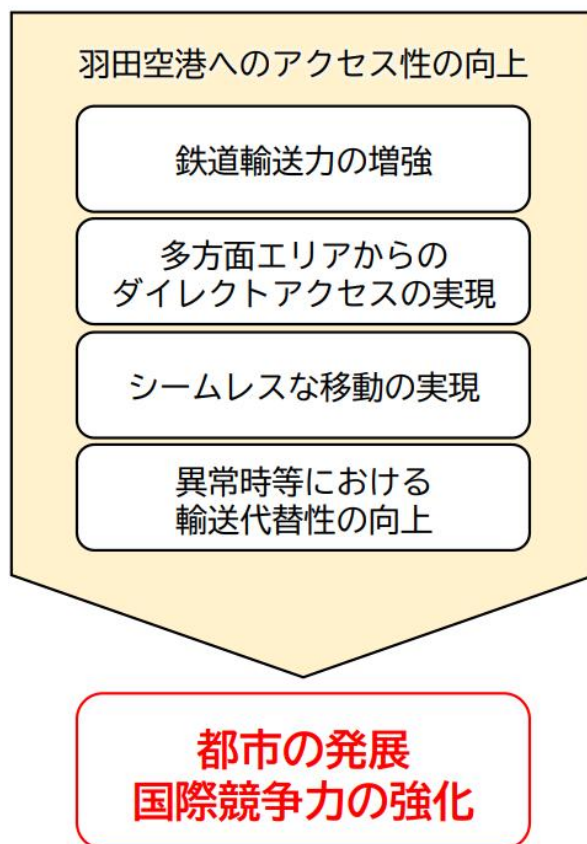 羽田空港へのアクセス性の向上
鉄道輸送力の増強
多方面エリアからの
ダイレクトアクセスの実現
シームレスな移動の実現
異常時等における
輸送代替性の向上
都市の発展
国際競争力の強化